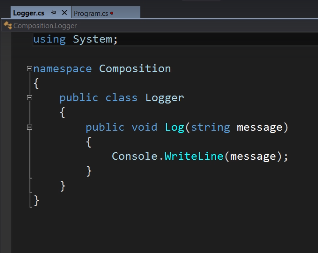 Logger.cs Program.cs
Composition.Logger
using System;
namespace Composition
{
public class Logger
{
public void Log(string message)
{
Console.WriteLine(message);
}
}
}